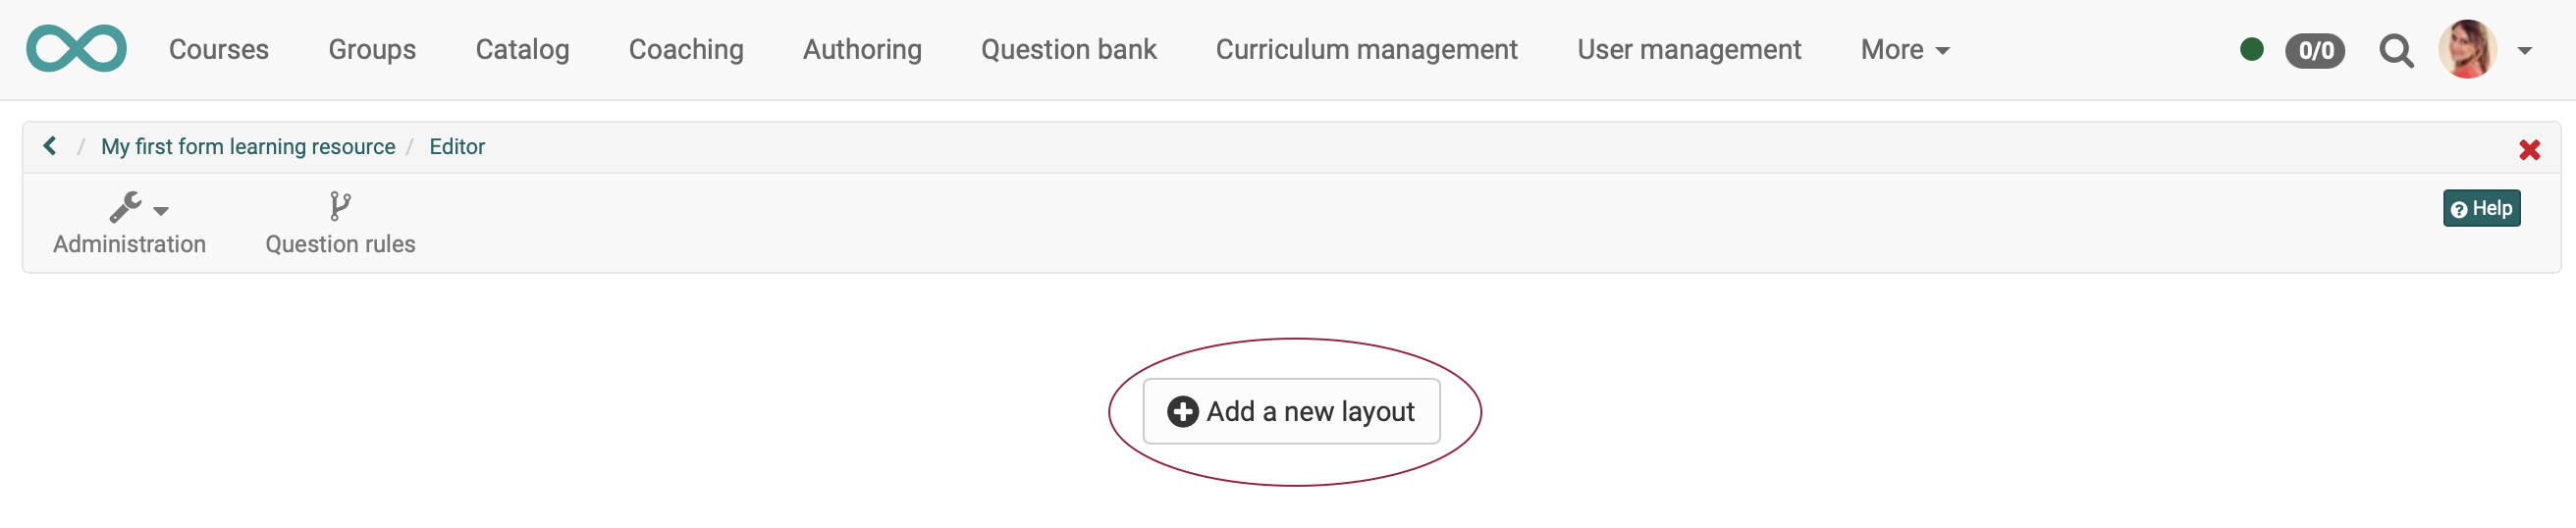 Courses Groups Catalog Coaching Authoring Question bank Curriculum management User management More 0/0
/ My first form learning resource / Editor
Help
Administration Question rules
Add a new layout